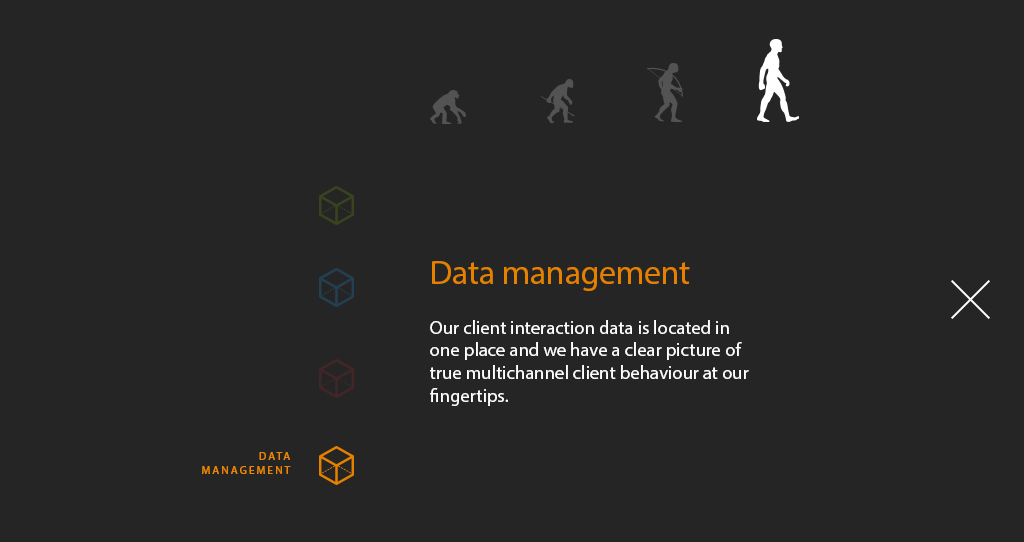 Data management
Our client interaction data is located in
one place and we have a clear picture of
true multichannel client behaviour at our
fingertips.
DATA
MANAGEMENT